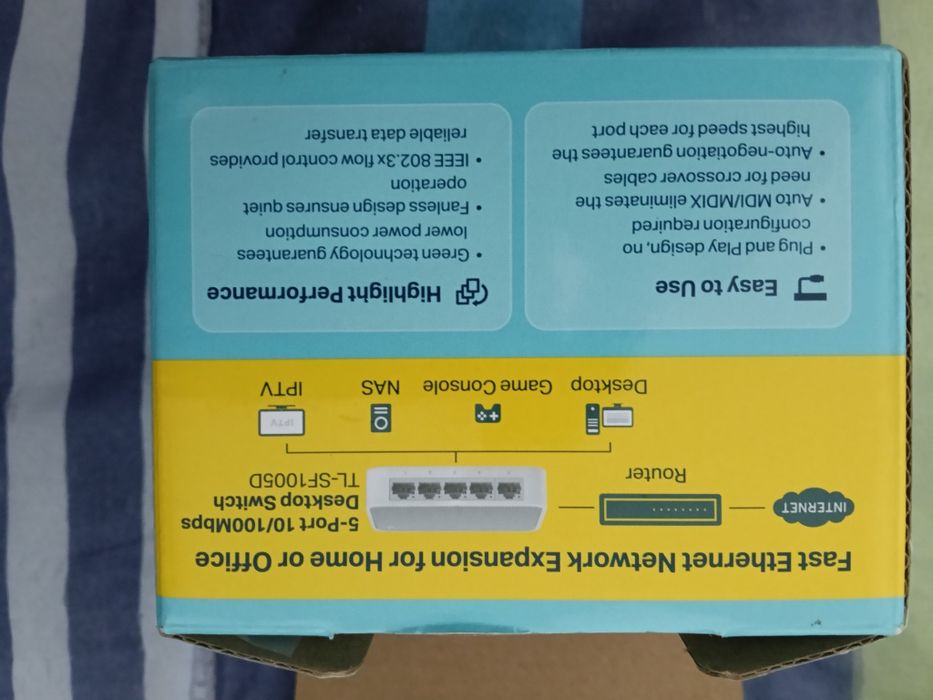 Fast Ethernet Network Expansion for Home or Office
INTERNET
Router
5-Port 10/100Mbps
Desktop Switch
TL-SF1005D
IPTV
Desktop
Game Console
NAS
IPTV
Easy to Use
• Plug and Play design, no
configuration required
• Auto MDI/MDIX eliminates the
need for crossover cables
• Auto-negotiation guarantees the
highest speed for each port
Highlight Performance
• Green technology guarantees
lower power consumption
• Fanless design ensures quiet
operation
• IEEE 802.3x flow control provides
reliable data transfer